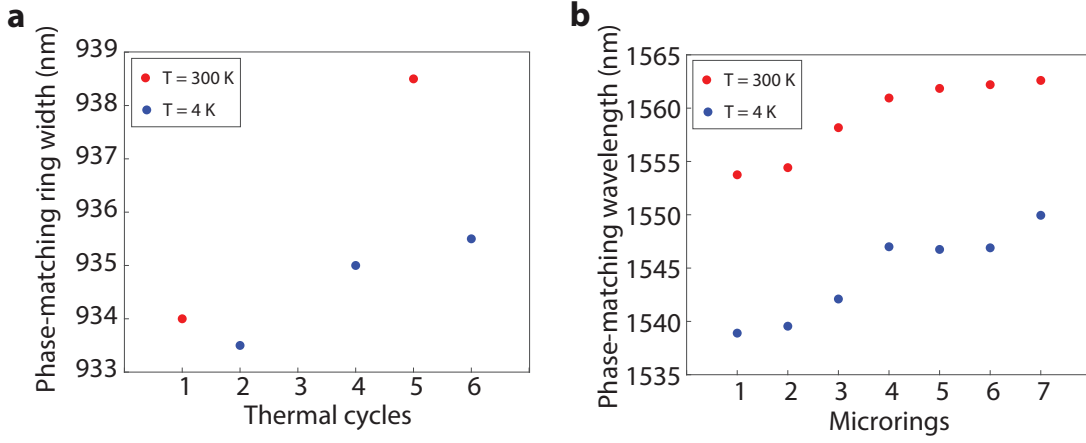 a
Phase-matching ring width (nm)
939
938
937
936
935
934
933
T = 300 K
T = 4 K
1 2 3 4 5 6
Thermal cycles
b
Phase-matching wavelength (nm)
1565
1560
1555
1550
1545
1540
1535
T = 300 K
T = 4 K
1 2 3 4 5 6 7
Microrings